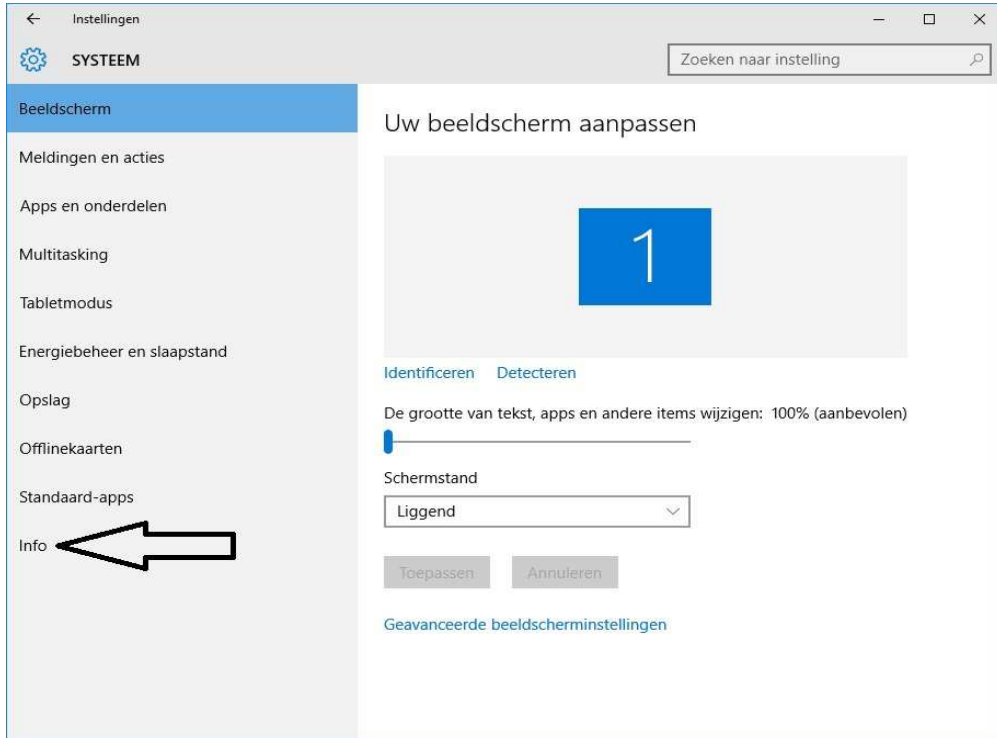 Instellingen
SYSTEEM
Zoeken naar instelling
Beeldscherm
Meldingen en acties
Apps en onderdelen
Multitasking
Tabletmodus
Energiebeheer en slaapstand
Opslag
Offlinekaarten
Standaard-apps
Info
Uw beeldscherm aanpassen
1
Identificeren Detecteren
De grootte van tekst, apps en andere items wijzigen: 100% (aanbevolen)
Schermstand
Liggend
Toepassen Annuleren
Geavanceerde beeldscherminstellingen